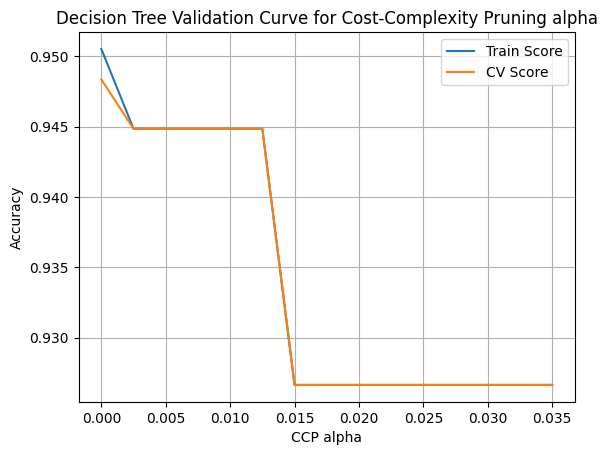 Decision Tree Validation Curve for Cost-Complexity Pruning alpha
Train Score
CV Score
Accuracy
0.950
0.945
0.940
0.935
0.930
0.000 0.005 0.010 0.015 0.020 0.025 0.030 0.035
CCP alpha